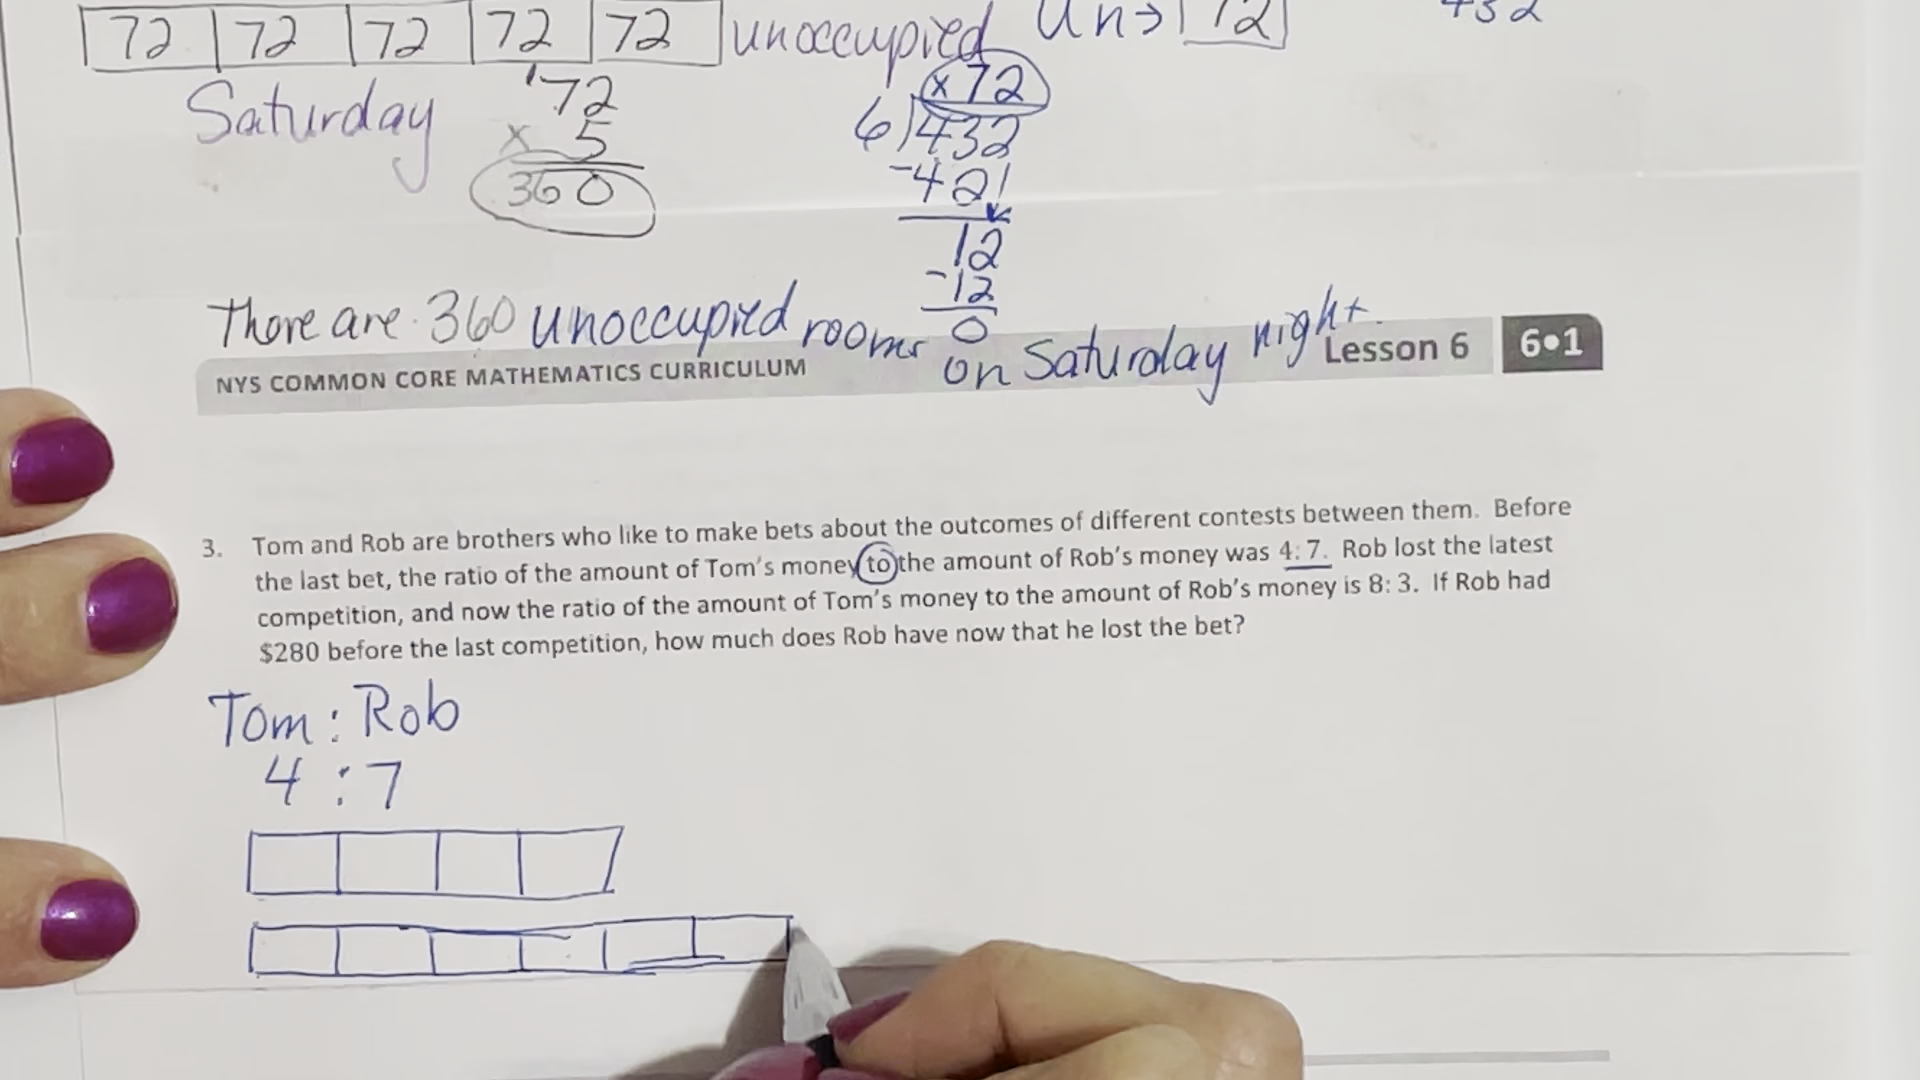 72 72 72 72 72 unoccupied Un→ 72 432
Saturday
72
x 5
360
x 72
6)432
-42
12
-12
0
There are 360 unoccupied rooms on Saturday night.
NYS COMMON CORE MATHEMATICS CURRICULUM Lesson 6 6•1
3. Tom and Rob are brothers who like to make bets about the outcomes of different contests between them. Before
the last bet, the ratio of the amount of Tom's money to the amount of Rob's money was 4: 7. Rob lost the latest
competition, and now the ratio of the amount of Tom's money to the amount of Rob's money is 8: 3. If Rob had
$280 before the last competition, how much does Rob have now that he lost the bet?
Tom : Rob
4 : 7